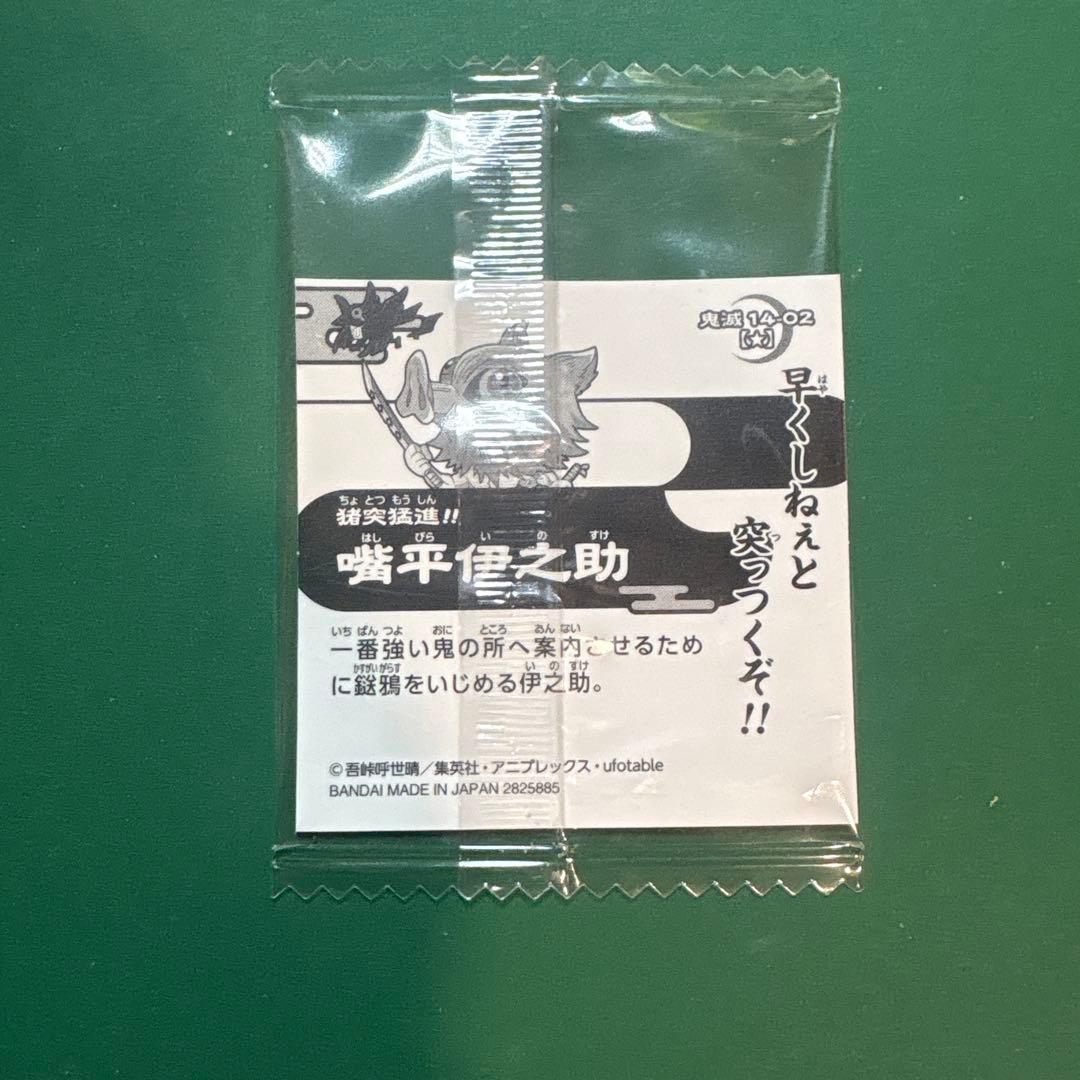 鬼滅 14-02
[★]
早くしねぇと
突っつくぞ!!
猪突猛進!!
嘴平伊之助
一番強い鬼の所へ案内させるため
に鎹鴉をいじめる伊之助。
©吾峠呼世晴／集英社・アニプレックス・ufotable
BANDAI MADE IN JAPAN 2825885